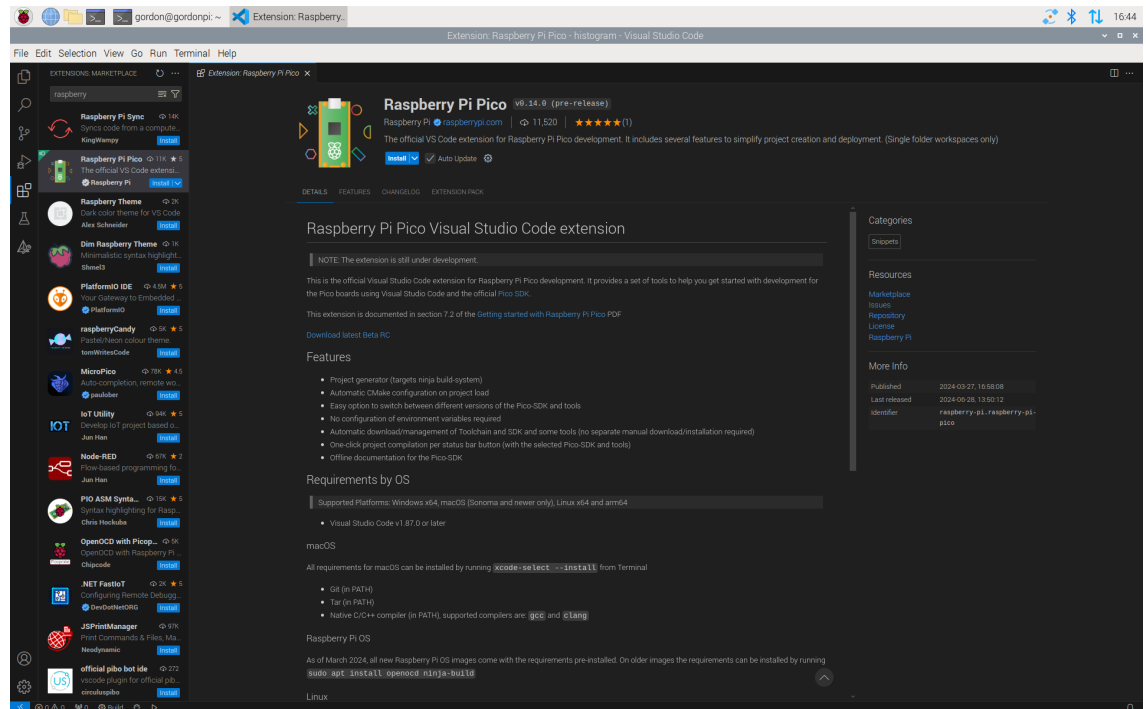 gordon@gordonpi: ~
Extension: Raspberry..
16:44
Extension: Raspberry Pi Pico - histogram - Visual Studio Code
File Edit Selection View Go Run Terminal Help
EXTENSIONS: MARKETPLACE
Extension: Raspberry Pi Pico
raspberry
Raspberry Pi Sync 14K
Syncs code from a compute...
KingWampy Install
Raspberry Pi Pico 11K ★ 5
The official VS Code extensi...
Raspberry Pi Install
Raspberry Theme 2K
Dark color theme for VS Code
Alex Schneider Install
Dim Raspberry Theme 1K
Minimalistic syntax highlight...
Shmel3 Install
PlatformIO IDE 4.5M ★ 5
Your Gateway to Embedded ...
PlatformIO Install
raspberryCandy 5K ★ 5
Pastel/Neon colour theme.
tomWritesCode Install
MicroPico 78K ★ 4.5
Auto-completion, remote wo...
paulober Install
IoT Utility 94K ★ 5
Develop IoT project based o...
Jun Han Install
IOT
Node-RED 67K ★ 2
Flow-based programming fo...
Jun Han Install
PIO ASM Synta... 15K ★ 5
Syntax highlighting for Rasp...
Chris Hockuba Install
OpenOCD with Picop... 5K
OpenOCD with Raspberry Pi ...
Chipcode Install
.NET FastIoT 2K ★ 5
Configuring Remote Debugg...
DevDotNetORG Install
JSPrintManager 97K
Print Commands & Files, Ma...
Neodynamic Install
official pibo bot ide 272
vscode plugin for official pib...
circuluspibo Install
Raspberry Pi Pico v0.14.0 (pre-release)
Raspberry Pi raspberrypi.com | 11,520 | ★★★★★(1)
The official VS Code extension for Raspberry Pi Pico development. It includes several features to simplify project creation and deployment. (Single folder workspaces only)
Install Auto Update
DETAILS FEATURES CHANGELOG EXTENSION PACK
Raspberry Pi Pico Visual Studio Code extension
NOTE: The extension is still under development.
This is the official Visual Studio Code extension for Raspberry Pi Pico development. It provides a set of tools to help you get started with development for
the Pico boards using Visual Studio Code and the official Pico SDK.
This extension is documented in section 7.2 of the Getting started with Raspberry Pi Pico PDF
Download latest Beta RC
Features
• Project generator (targets ninja build-system)
• Automatic CMake configuration on project load
• Easy option to switch between different versions of the Pico-SDK and tools
• No configuration of environment variables required
• Automatic download/management of Toolchain and SDK and some tools (no separate manual download/installation required)
• One-click project compilation per status bar button (with the selected Pico-SDK and tools)
• Offline documentation for the Pico-SDK
Requirements by OS
Supported Platforms: Windows x64, macOS (Sonoma and newer only), Linux x64 and arm64
• Visual Studio Code v1.87.0 or later
macOS
All requirements for macOS can be installed by running xcode-select --install from Terminal
• Git (in PATH)
• Tar (in PATH)
• Native C/C++ compiler (in PATH), supported compilers are: gcc and clang
Raspberry Pi OS
As of March 2024, all new Raspberry Pi OS images come with the requirements pre-installed. On older images the requirements can be installed by running
sudo apt install openocd ninja-build
Linux
Categories
Snippets
Resources
Marketplace
Issues
Repository
License
Raspberry Pi
More Info
Published 2024-03-27, 16:58:08
Last released 2024-06-28, 13:50:12
Identifier raspberry-pi.raspberry-pi-
pico
0 0 0 Build